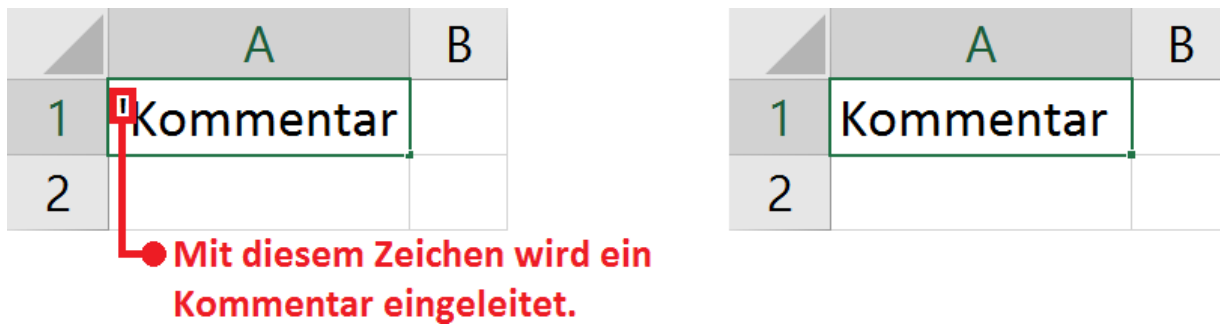 A B
1 'Kommentar
2
Mit diesem Zeichen wird ein
Kommentar eingeleitet.
A B
1 Kommentar
2